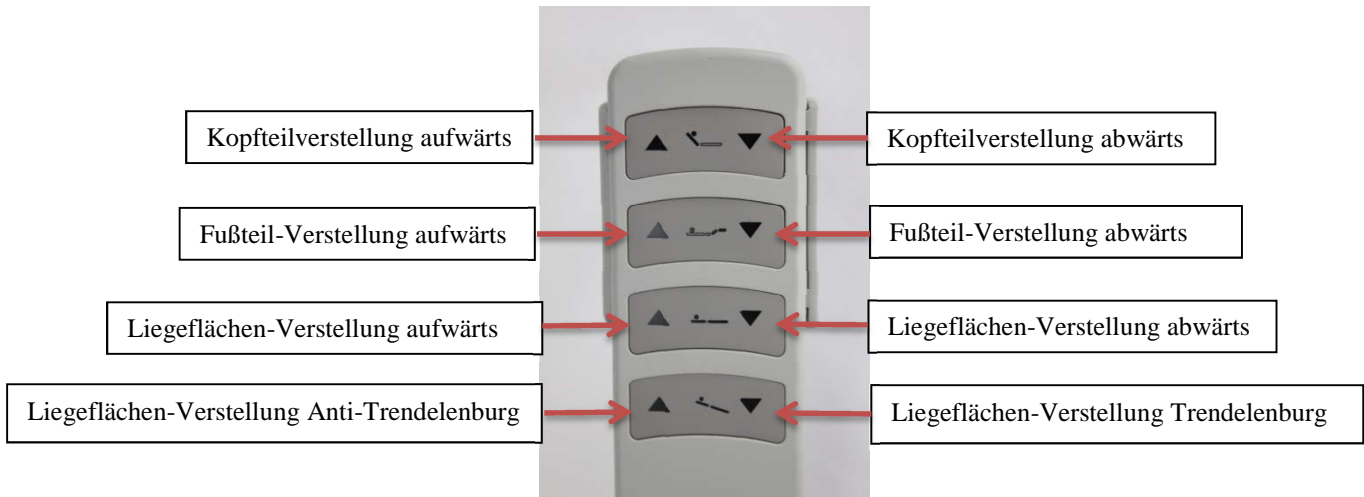 Kopfteilverstellung aufwärts
Kopfteilverstellung abwärts
Fußteil-Verstellung aufwärts
Fußteil-Verstellung abwärts
Liegeflächen-Verstellung aufwärts
Liegeflächen-Verstellung abwärts
Liegeflächen-Verstellung Anti-Trendelenburg
Liegeflächen-Verstellung Trendelenburg